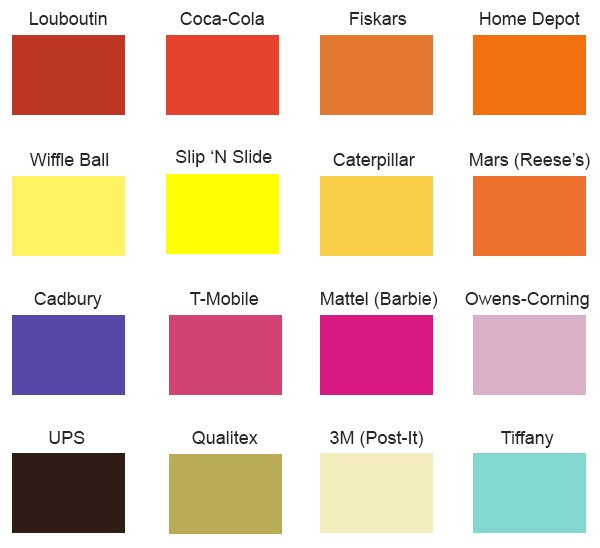 Louboutin
Coca-Cola
Fiskars
Home Depot
Wiffle Ball
Slip ‘N Slide
Caterpillar
Mars (Reese’s)
Cadbury
T-Mobile
Mattel (Barbie)
Owens-Corning
UPS
Qualitex
3M (Post-It)
Tiffany